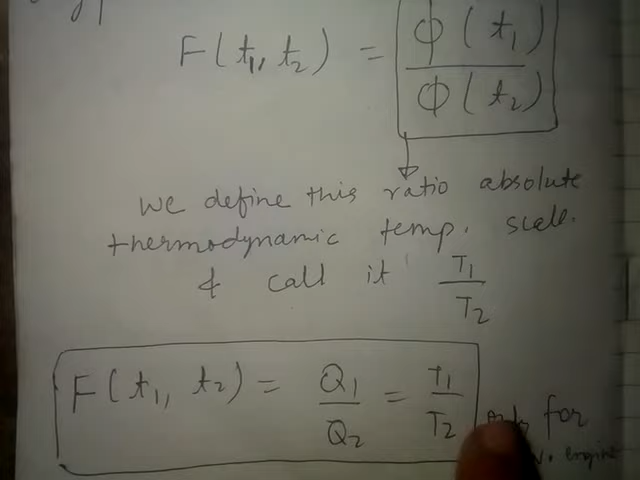 F(t₁, t₂) = ϕ(t₁) / ϕ(t₂)
We define this ratio absolute
thermodynamic temp. scale.
& call it T₁ / T₂
F(t₁, t₂) = Q₁ / Q₂ = T₁ / T₂ for
engine